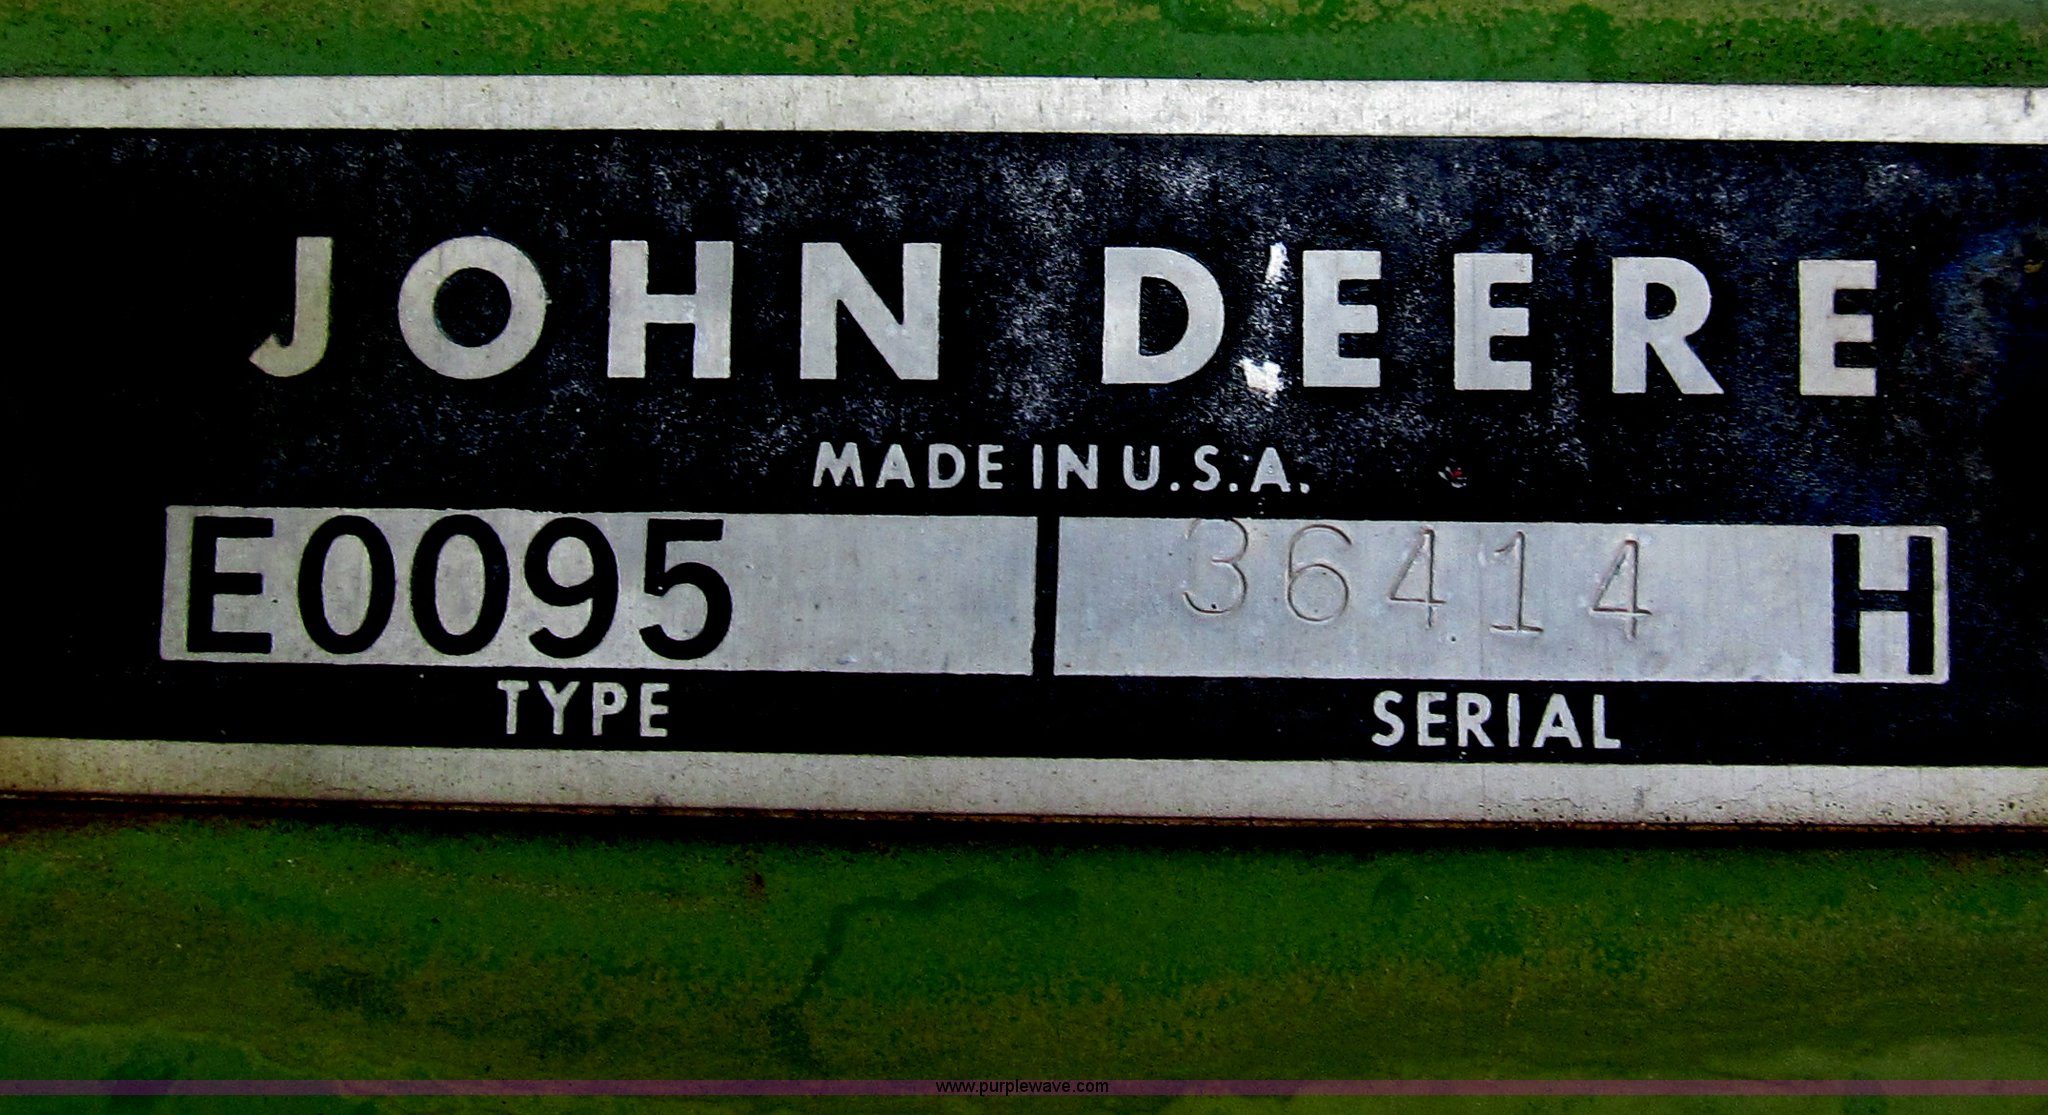 JOHN DEERE
MADE IN U.S.A.
E0095 36414 H
TYPE SERIAL
www.purplewave.com